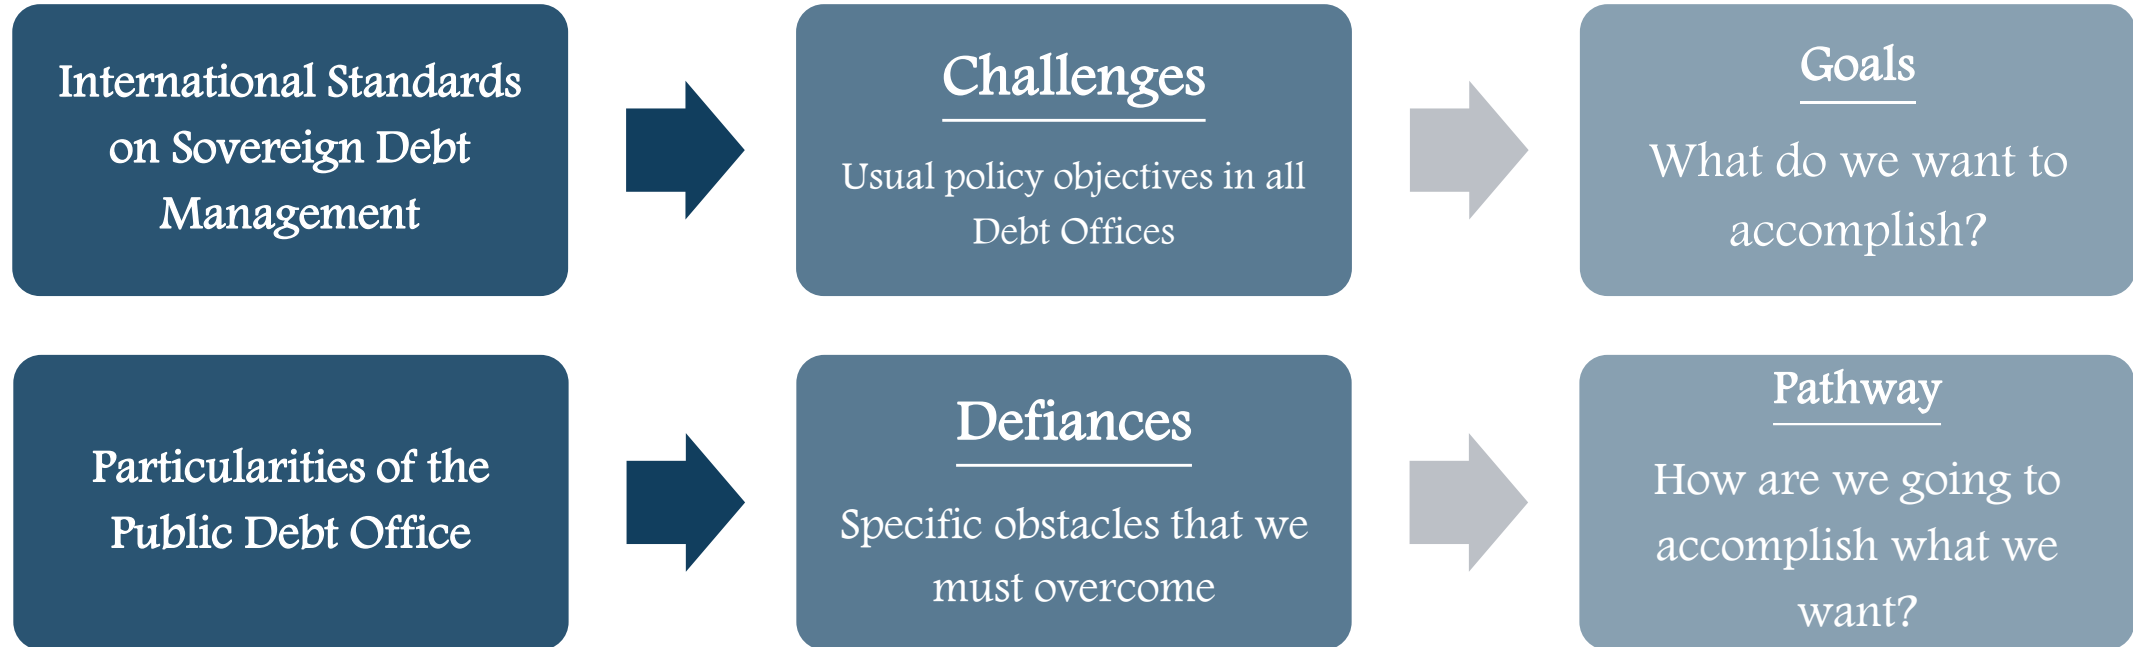 International Standards
on Sovereign Debt
Management
Challenges
Usual policy objectives in all
Debt Offices
Goals
What do we want to
accomplish?
Particularities of the
Public Debt Office
Defiances
Specific obstacles that we
must overcome
Pathway
How are we going to
accomplish what we
want?